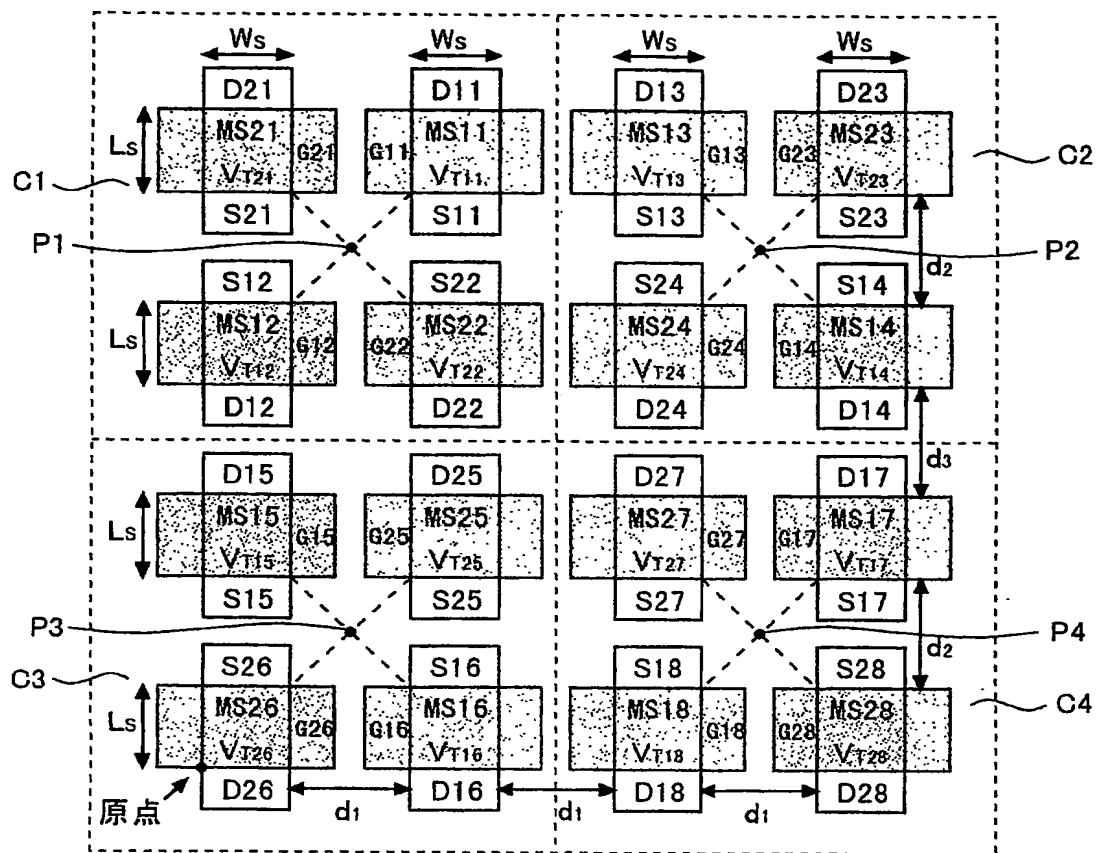 Ws Ws Ws Ws
D21 D11 D13 D23
Ls MS21 G21 G11 MS11 MS13 G13 G23 MS23
C1 VT21 VT11 VT13 VT23 C2
S21 S11 S13 S23
P1 P2
d2
S12 S22 S24 S14
Ls MS12 G12 G22 MS22 MS24 G24 G14 MS14
VT12 VT22 VT24 VT14
D12 D22 D24 D14
d3
D15 D25 D27 D17
Ls MS15 G15 G25 MS25 MS27 G27 G17 MS17
VT15 VT25 VT27 VT17
S15 S25 S27 S17
P3 P4
d2
S26 S16 S18 S28
C3 C4
Ls MS26 G26 G16 MS16 MS18 G18 G28 MS28
VT26 VT16 VT18 VT28
D26 D16 D18 D28
原点 d1 d1 d1